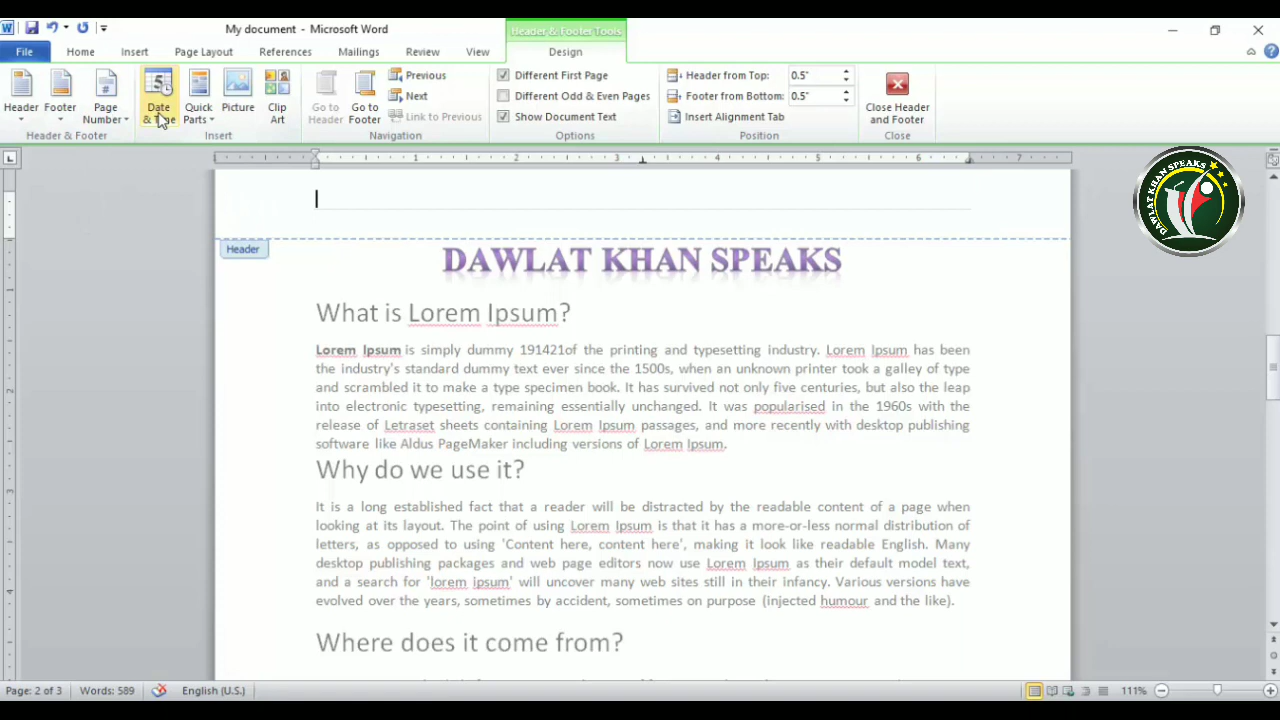 My document - Microsoft Word
Header & Footer Tools
File Home Insert Page Layout References Mailings Review View Design
Header
Footer
Page Number
Header & Footer
Date
Quick Parts
Picture
Clip Art
Insert
Go to Header
Go to Footer
Previous
Next
Link to Previous
Navigation
Different First Page
Different Odd & Even Pages
Show Document Text
Options
Header from Top: 0.5"
Footer from Bottom: 0.5"
Insert Alignment Tab
Position
Close Header and Footer
Close
1 2 3 4 5 6 7
DAWLAT KHAN SPEAKS
Header
DAWLAT KHAN SPEAKS
What is Lorem Ipsum?
Lorem Ipsum is simply dummy 191421of the printing and typesetting industry. Lorem Ipsum has been
the industry's standard dummy text ever since the 1500s, when an unknown printer took a galley of type
and scrambled it to make a type specimen book. It has survived not only five centuries, but also the leap
into electronic typesetting, remaining essentially unchanged. It was popularised in the 1960s with the
release of Letraset sheets containing Lorem Ipsum passages, and more recently with desktop publishing
software like Aldus PageMaker including versions of Lorem Ipsum.
Why do we use it?
It is a long established fact that a reader will be distracted by the readable content of a page when
looking at its layout. The point of using Lorem Ipsum is that it has a more-or-less normal distribution of
letters, as opposed to using 'Content here, content here', making it look like readable English. Many
desktop publishing packages and web page editors now use Lorem Ipsum as their default model text,
and a search for 'lorem ipsum' will uncover many web sites still in their infancy. Various versions have
evolved over the years, sometimes by accident, sometimes on purpose (injected humour and the like).
Where does it come from?
Page: 2 of 3 Words: 589 English (U.S.) 111%